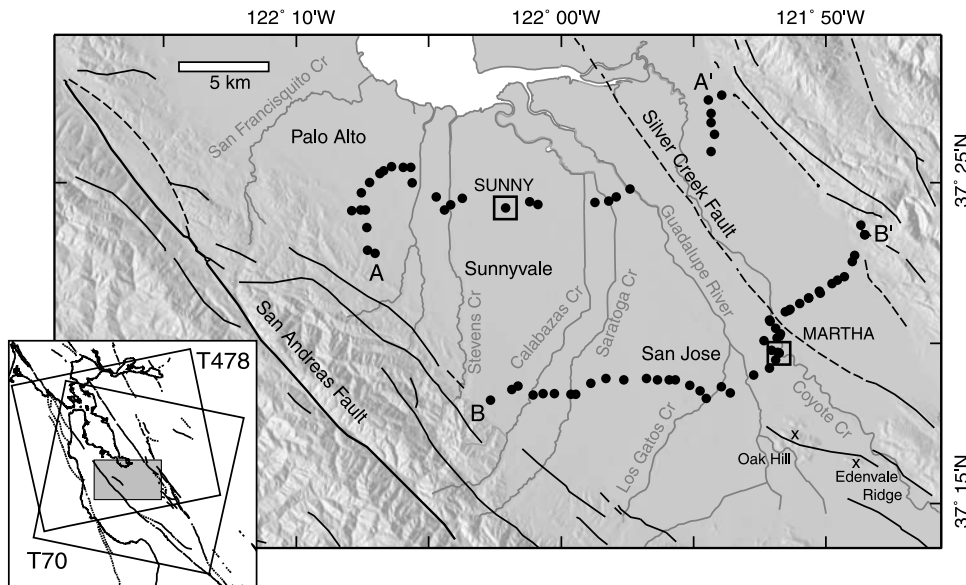 122° 10'W
122° 00'W
121° 50'W
5 km
San Francisquito Cr
Palo Alto
A'
Silver Creek Fault
37° 25'N
SUNNY
B'
A
Sunnyvale
Guadalupe River
San Andreas Fault
Stevens Cr
Calabazas Cr
Saratoga Cr
MARTHA
San Jose
T478
B
Coyote Cr
Los Gatos Cr
x
Oak Hill
x
Edenvale
Ridge
37° 15'N
T70